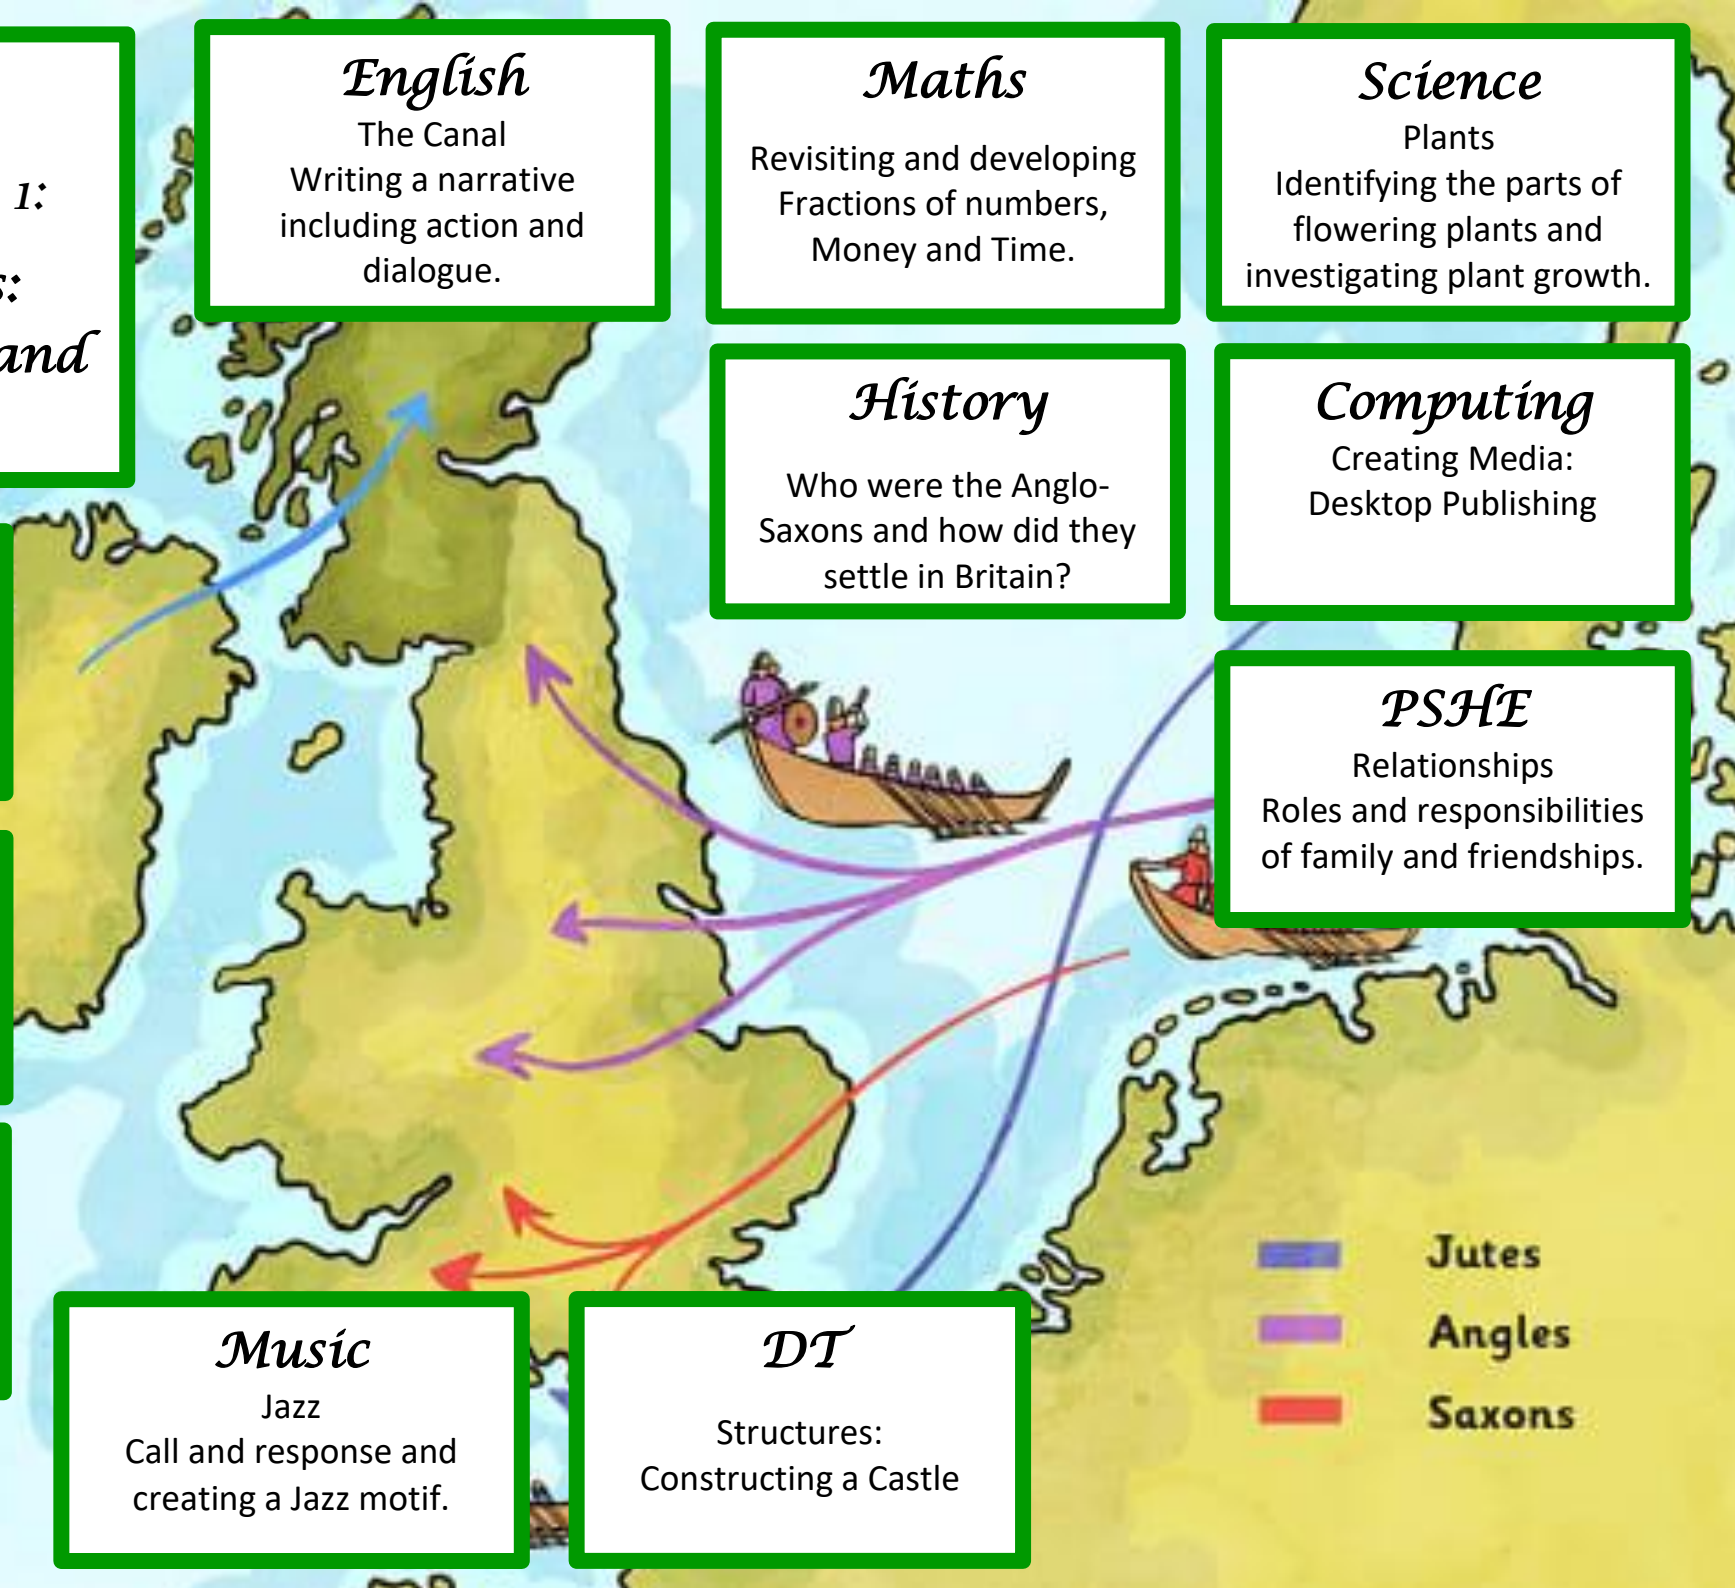 1:
s:
and
English
The Canal
Writing a narrative
including action and
dialogue.
Maths
Revisiting and developing
Fractions of numbers,
Money and Time.
Science
Plants
Identifying the parts of
flowering plants and
investigating plant growth.
History
Who were the Anglo-
Saxons and how did they
settle in Britain?
Computing
Creating Media:
Desktop Publishing
PSHE
Relationships
Roles and responsibilities
of family and friendships.
Jutes
Angles
Saxons
Music
Jazz
Call and response and
creating a Jazz motif.
DT
Structures:
Constructing a Castle